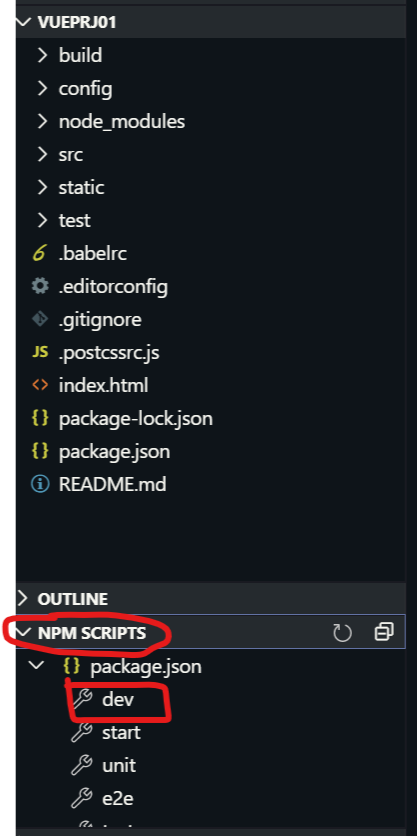 VUEPRJ01
build
config
node_modules
src
static
test
.babelrc
.editorconfig
.gitignore
JS .postcssrc.js
<> index.html
{} package-lock.json
{} package.json
README.md
OUTLINE
NPM SCRIPTS
{} package.json
dev
start
unit
e2e